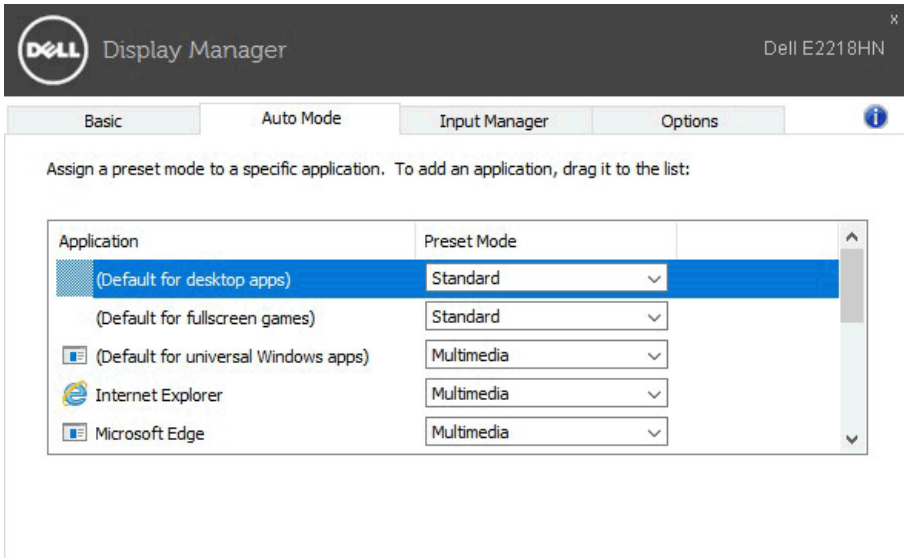 DELL Display Manager
x
Dell E2218HN
Basic Auto Mode Input Manager Options
Assign a preset mode to a specific application. To add an application, drag it to the list:
Application Preset Mode
(Default for desktop apps) Standard
(Default for fullscreen games) Standard
(Default for universal Windows apps) Multimedia
Internet Explorer Multimedia
Microsoft Edge Multimedia